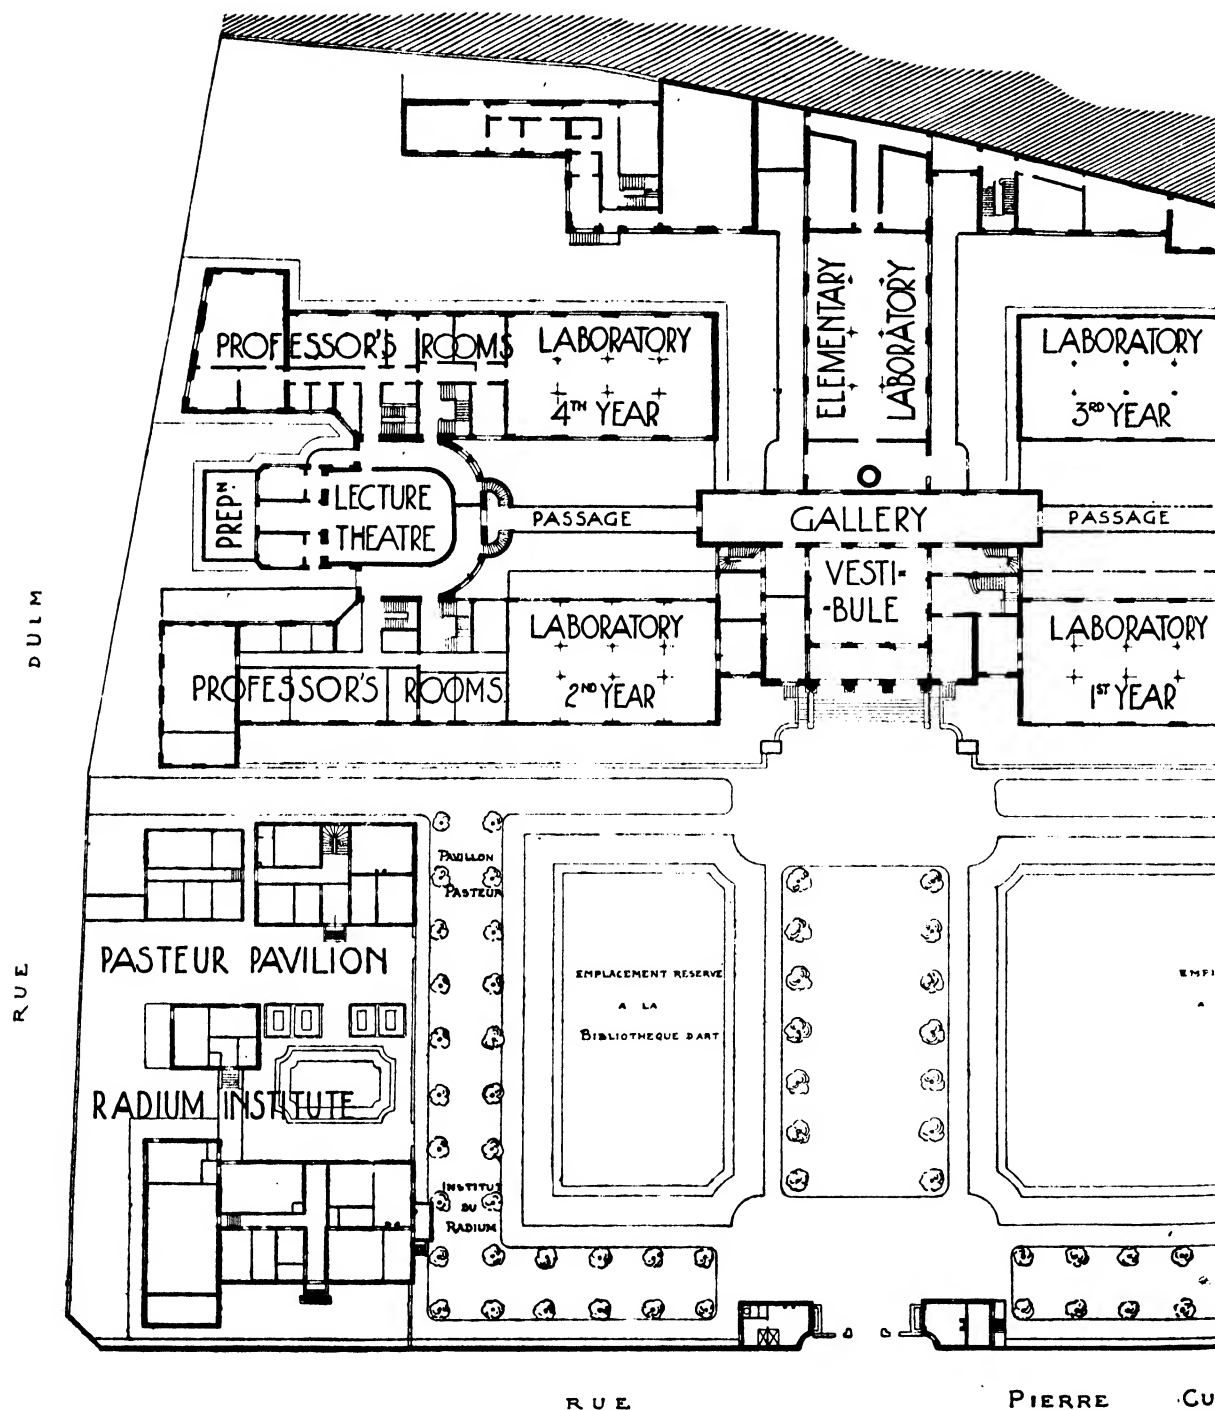 ELEMENTARY
LABORATORY
PROFESSOR'S ROOMS
LABORATORY
4TH YEAR
LABORATORY
3RD YEAR
PREPN.
LECTURE
THEATRE
PASSAGE
GALLERY
PASSAGE
VESTI-
-BULE
LABORATORY
2ND YEAR
PROFESSOR'S ROOMS
LABORATORY
1ST YEAR
RUE DULM
PAVILLON
PASTEUR
PASTEUR PAVILION
EMPLACEMENT RESERVE
A LA
BIBLIOTHEQUE D'ART
EMPL
A
RADIUM INSTITUTE
INSTITUT
DU
RADIUM
RUE PIERRE CU